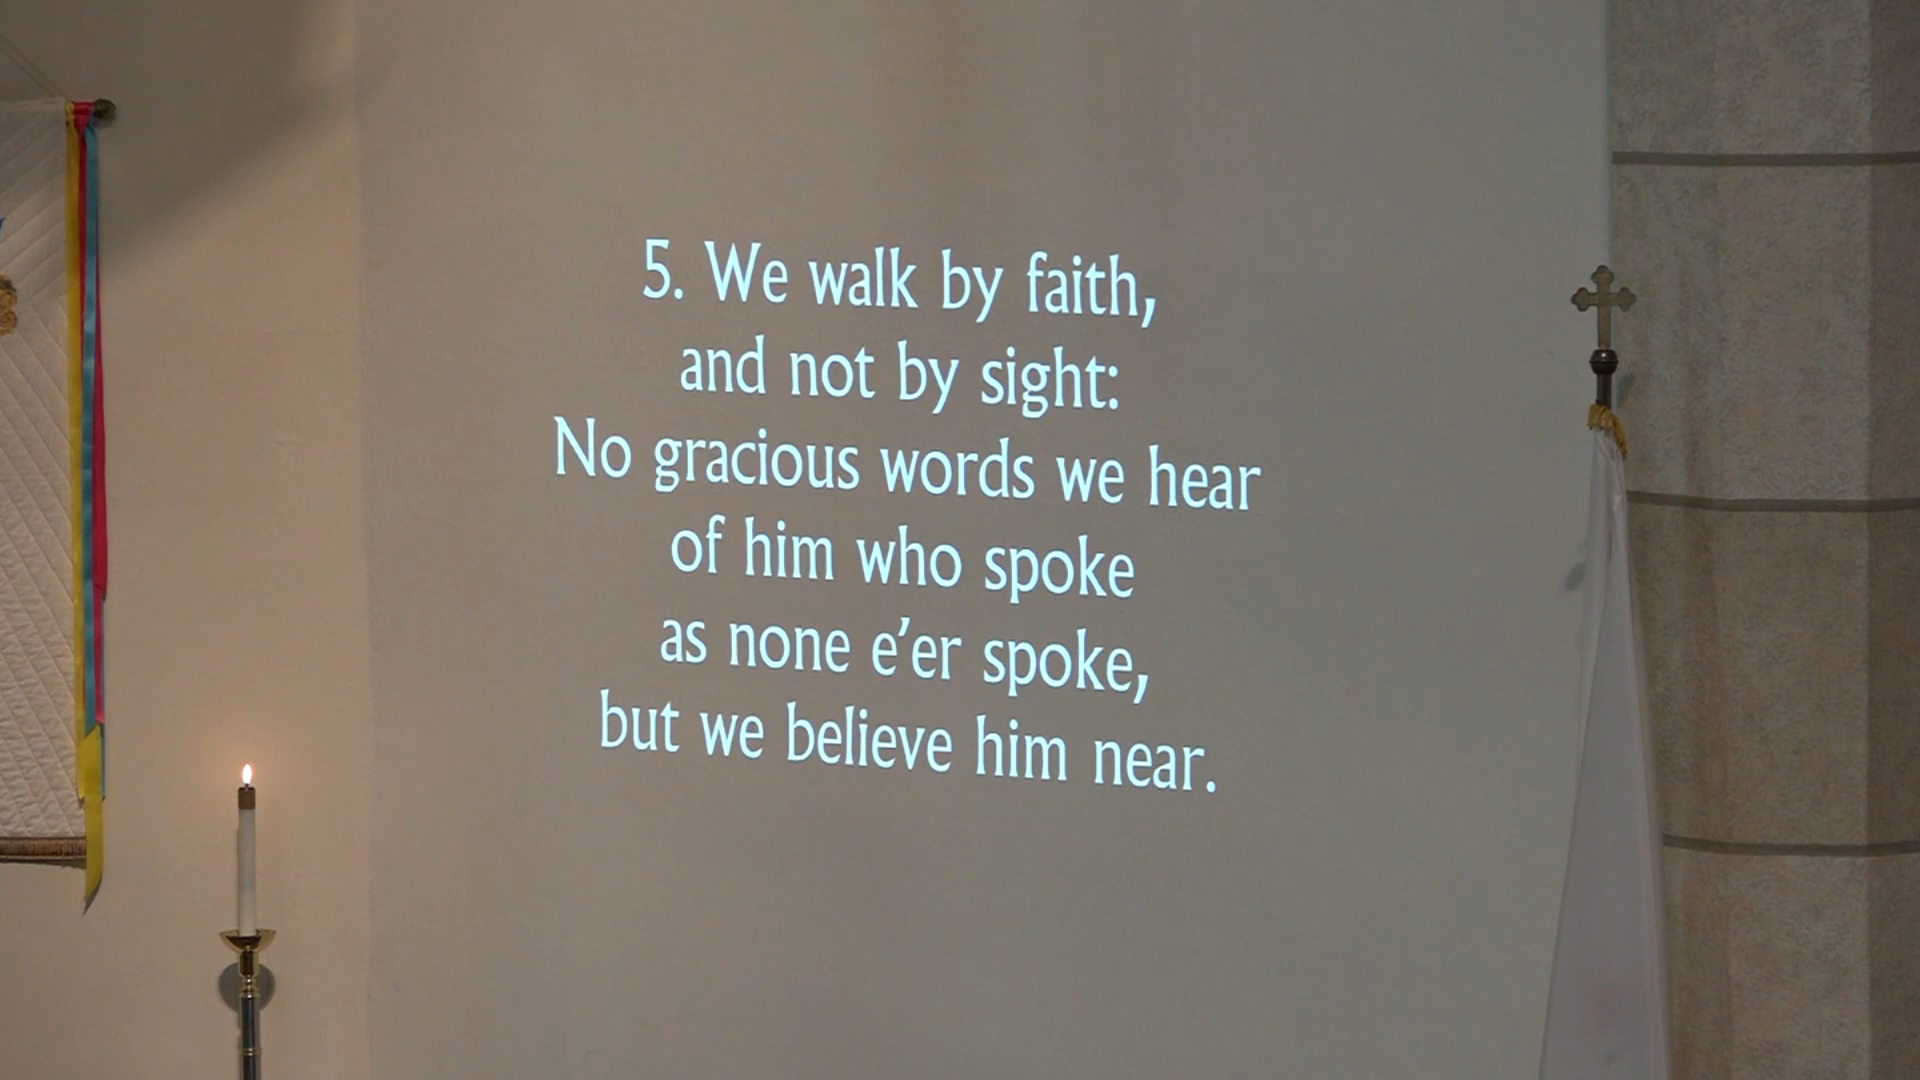 5. We walk by faith,
and not by sight:
No gracious words we hear
of him who spoke
as none e’er spoke,
but we believe him near.